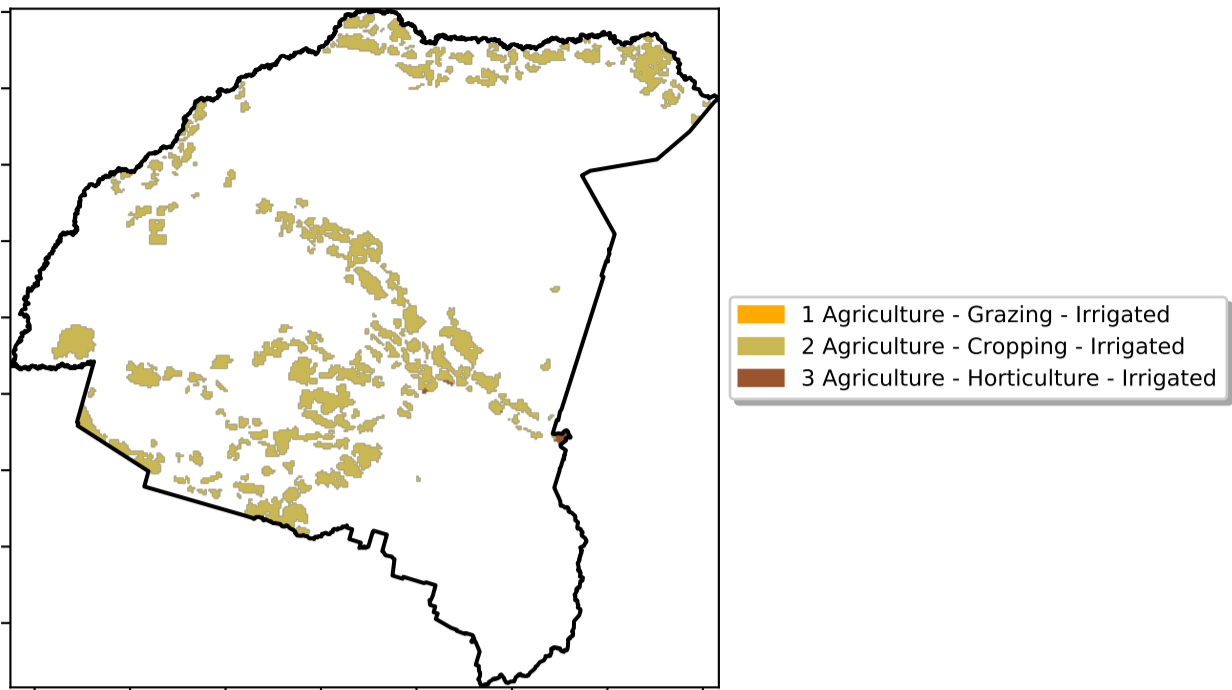 1 Agriculture - Grazing - Irrigated
2 Agriculture - Cropping - Irrigated
3 Agriculture - Horticulture - Irrigated